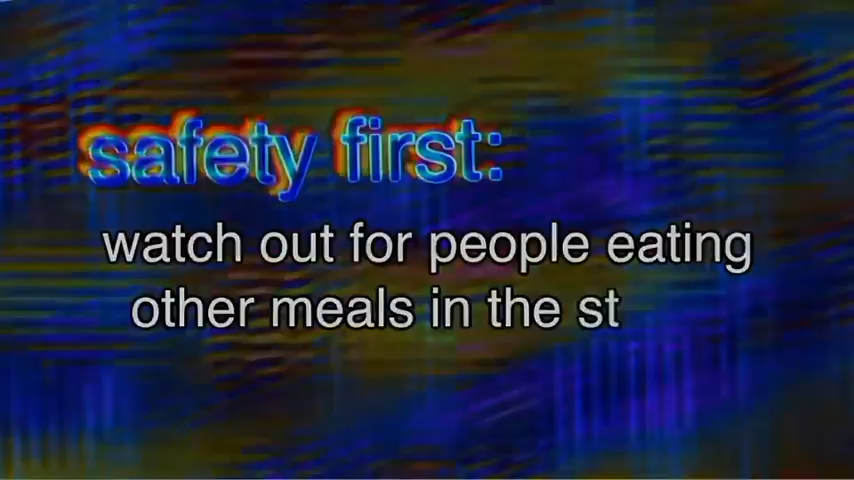 safety first:
watch out for people eating
other meals in the st